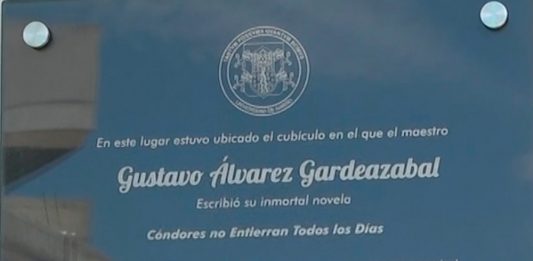 En este lugar estuvo ubicado el cubículo en el que el maestro
Gustavo Álvarez Gardeazabal
Escribió su inmortal novela
Cóndores no Entierran Todos los Días